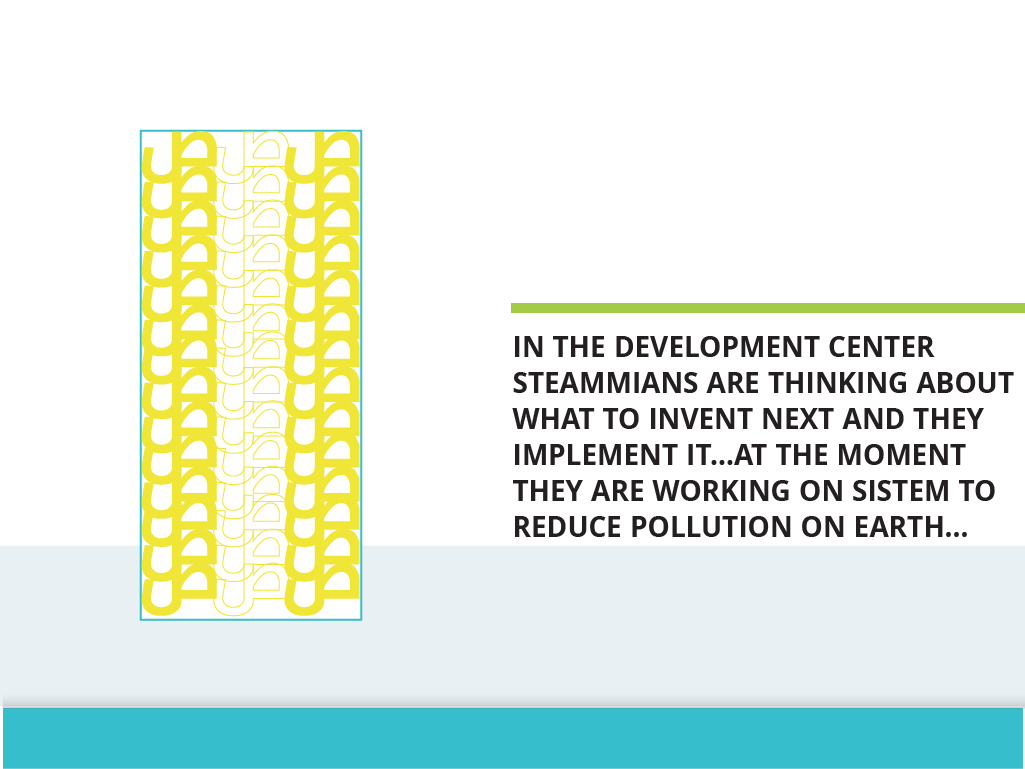 IN THE DEVELOPMENT CENTER
STEAMMIANS ARE THINKING ABOUT
WHAT TO INVENT NEXT AND THEY
IMPLEMENT IT...AT THE MOMENT
THEY ARE WORKING ON SISTEM TO
REDUCE POLLUTION ON EARTH...